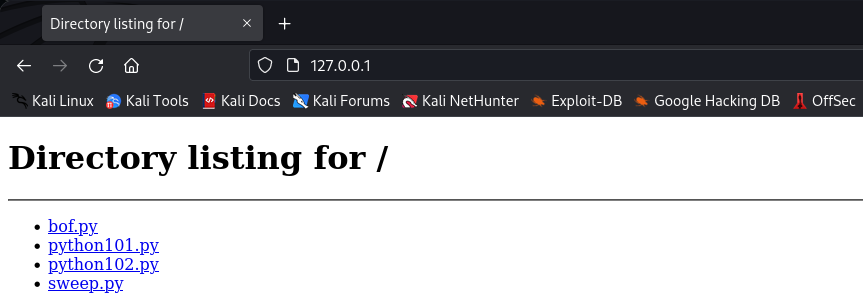 Directory listing for /
127.0.0.1
Kali Linux Kali Tools Kali Docs Kali Forums Kali NetHunter Exploit-DB Google Hacking DB OffSec
Directory listing for /
bof.py
python101.py
python102.py
sweep.py